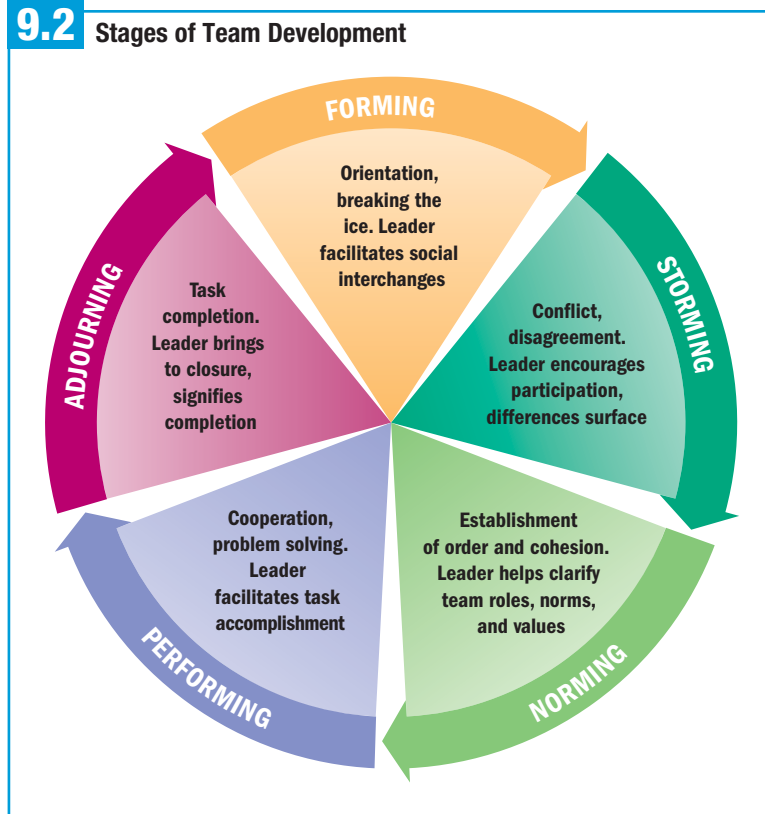 9.2 Stages of Team Development
FORMING
Orientation,
breaking the
ice. Leader
facilitates social
interchanges
STORMING
Conflict,
disagreement.
Leader encourages
participation,
differences surface
NORMING
Establishment
of order and cohesion.
Leader helps clarify
team roles, norms,
and values
PERFORMING
Cooperation,
problem solving.
Leader
facilitates task
accomplishment
ADJOURNING
Task
completion.
Leader brings
to closure,
signifies
completion